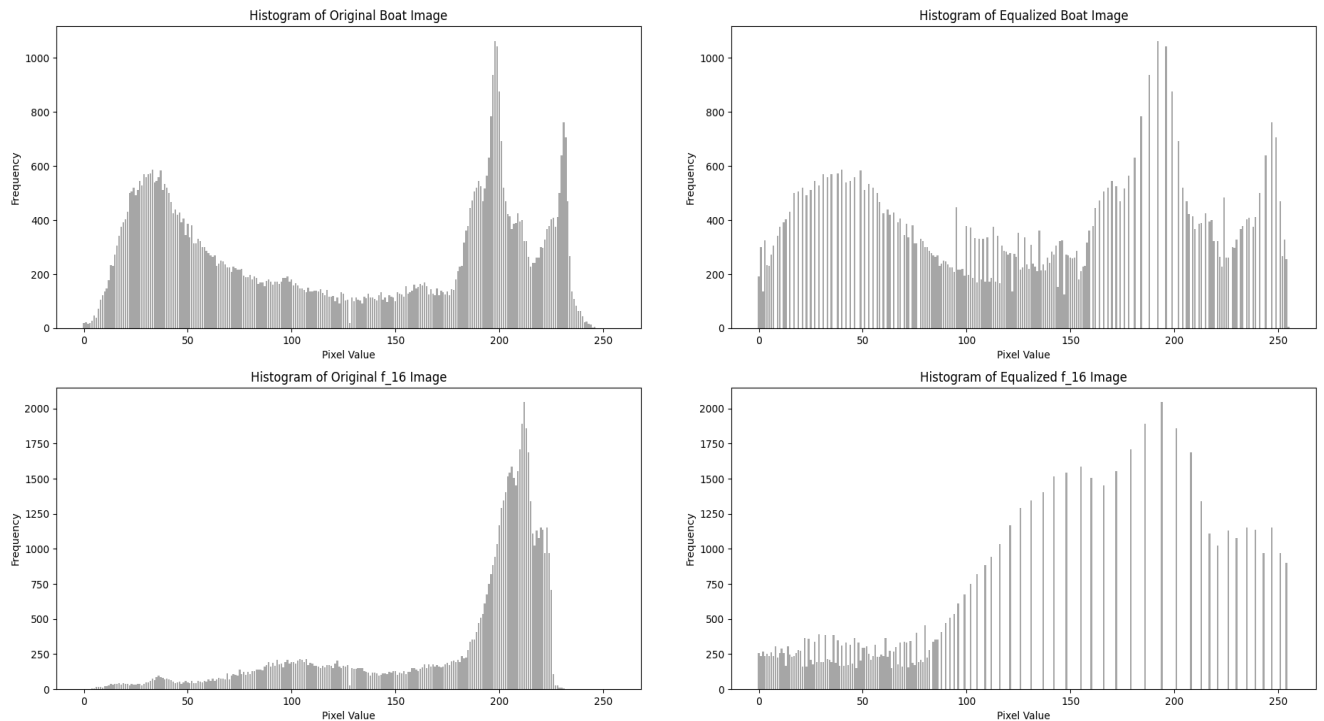 Histogram of Original Boat Image
Frequency
1000
800
600
400
200
0
0 50 100 150 200 250
Pixel Value
Histogram of Equalized Boat Image
Frequency
1000
800
600
400
200
0
0 50 100 150 200 250
Pixel Value
Histogram of Original f_16 Image
Frequency
2000
1750
1500
1250
1000
750
500
250
0
0 50 100 150 200 250
Pixel Value
Histogram of Equalized f_16 Image
Frequency
2000
1750
1500
1250
1000
750
500
250
0
0 50 100 150 200 250
Pixel Value